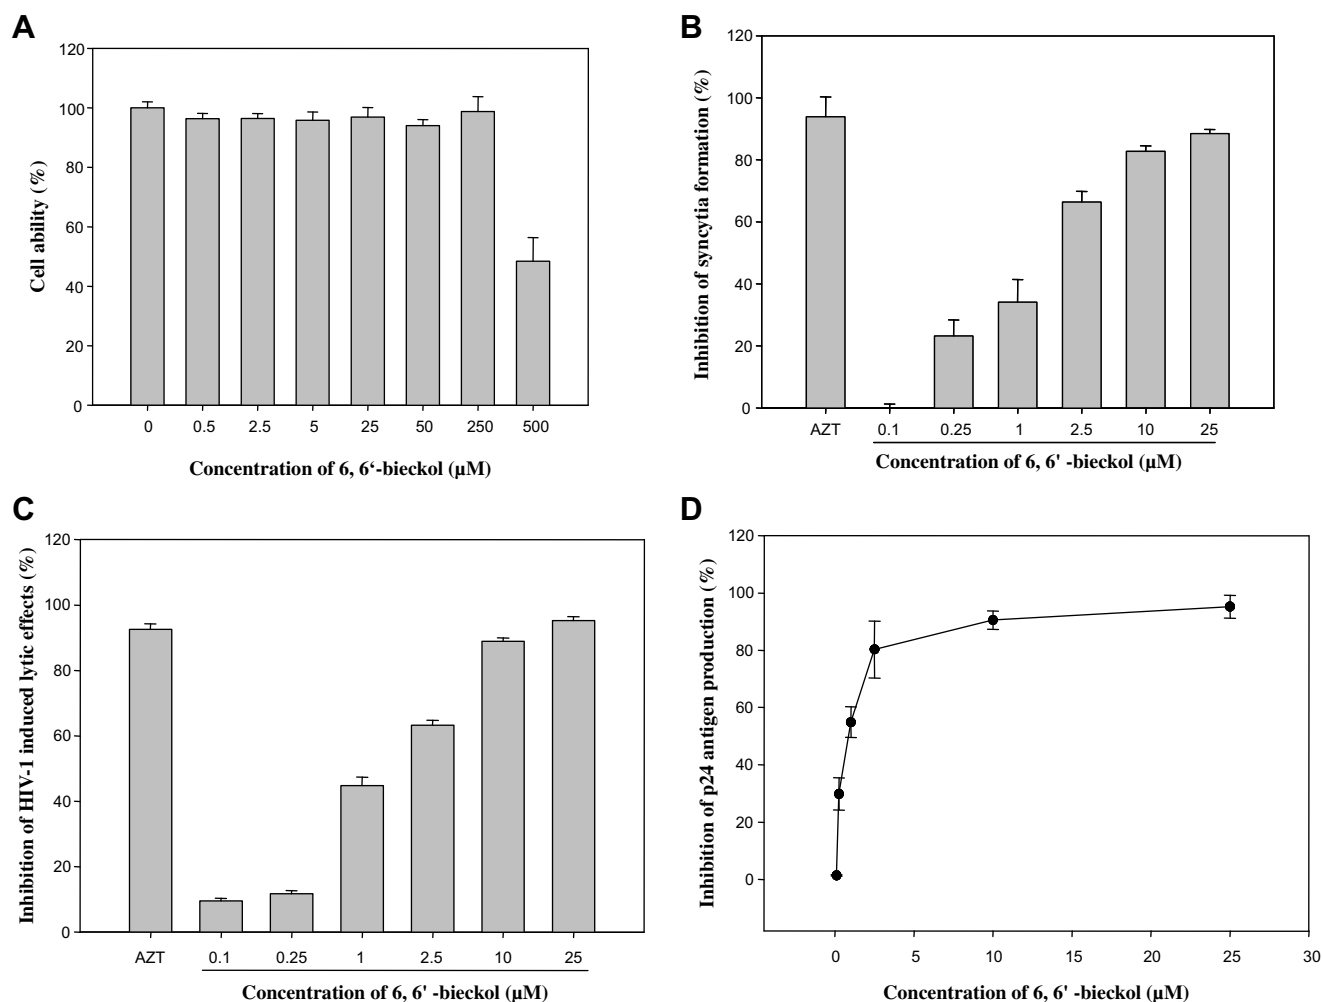 A
Cell ability (%)
120
100
80
60
40
20
0
0 0.5 2.5 5 25 50 250 500
Concentration of 6, 6‘-bieckol (µM)
B
Inhibition of syncytia formation (%)
120
100
80
60
40
20
0
AZT 0.1 0.25 1 2.5 10 25
Concentration of 6, 6' -bieckol (µM)
C
Inhibition of HIV-1 induced lytic effects (%)
120
100
80
60
40
20
0
AZT 0.1 0.25 1 2.5 10 25
Concentration of 6, 6' -bieckol (µM)
D
Inhibition of p24 antigen production (%)
120
100
80
60
40
20
0
0 5 10 15 20 25 30
Concentration of 6, 6' -bieckol (µM)